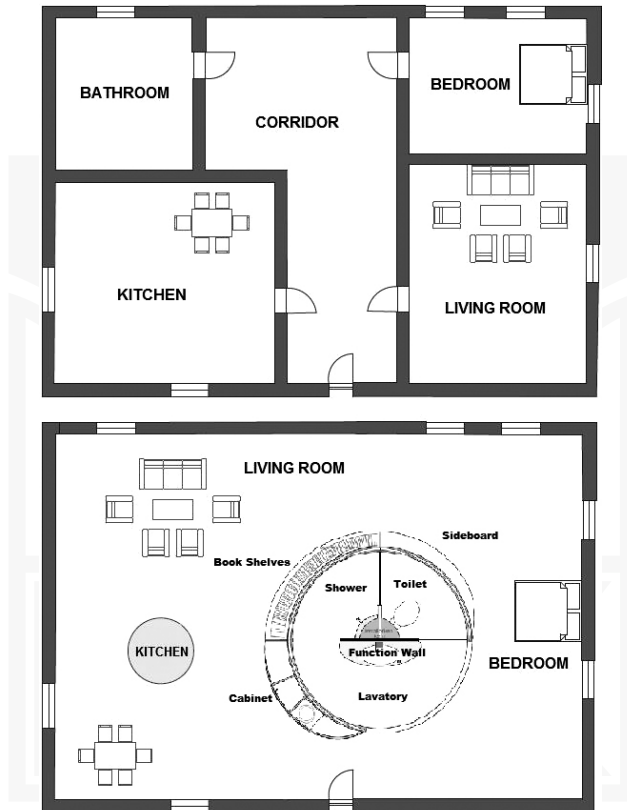 BATHROOM
BEDROOM
CORRIDOR
KITCHEN
LIVING ROOM
LIVING ROOM
Sideboard
Book Shelves
Shower
Toilet
KITCHEN
Function Wall
BEDROOM
Cabinet
Lavatory